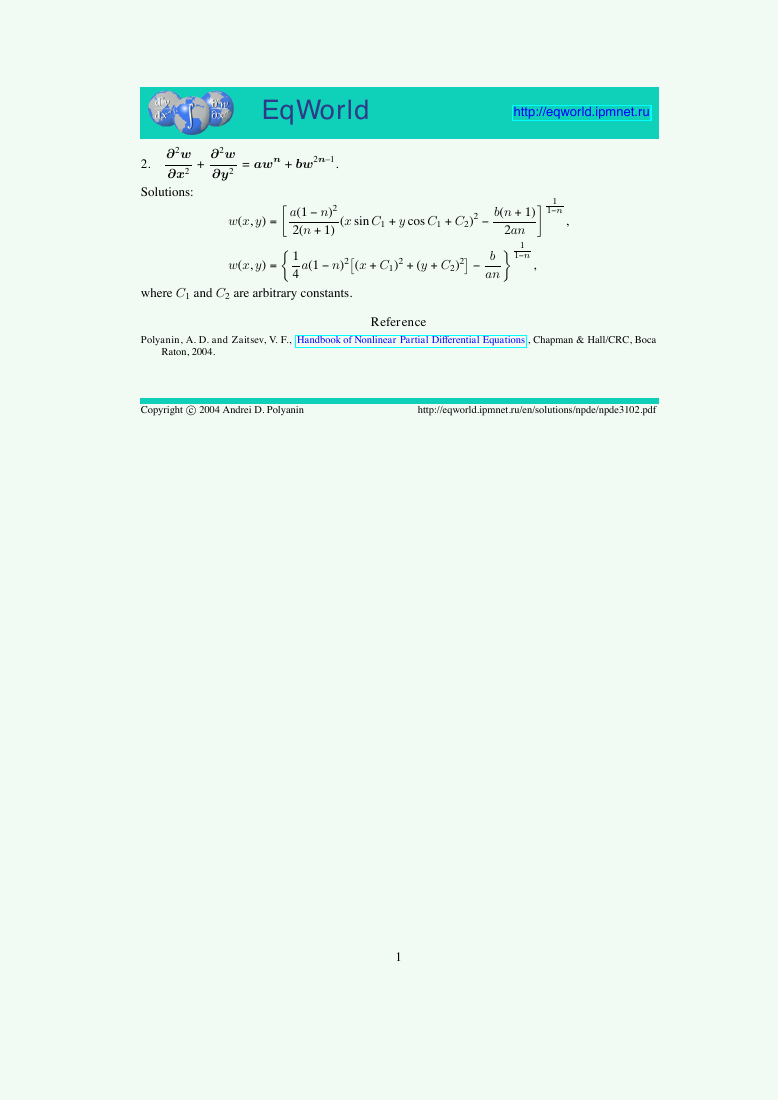 EqWorld http://eqworld.ipmnet.ru
2. ∂²w/∂x² + ∂²w/∂y² = awⁿ + bw²ⁿ⁻¹.
Solutions:
w(x, y) = [a(1 − n)²/2(n + 1) (x sin C₁ + y cos C₁ + C₂)² − b(n + 1)/2an]^(1/(1−n)),
w(x, y) = {1/4 a(1 − n)²[(x + C₁)² + (y + C₂)²] − b/an}^(1/(1−n)),
where C₁ and C₂ are arbitrary constants.
Reference
Polyanin, A. D. and Zaitsev, V. F., Handbook of Nonlinear Partial Differential Equations, Chapman & Hall/CRC, Boca
Raton, 2004.
Copyright © 2004 Andrei D. Polyanin http://eqworld.ipmnet.ru/en/solutions/npde/npde3102.pdf
1